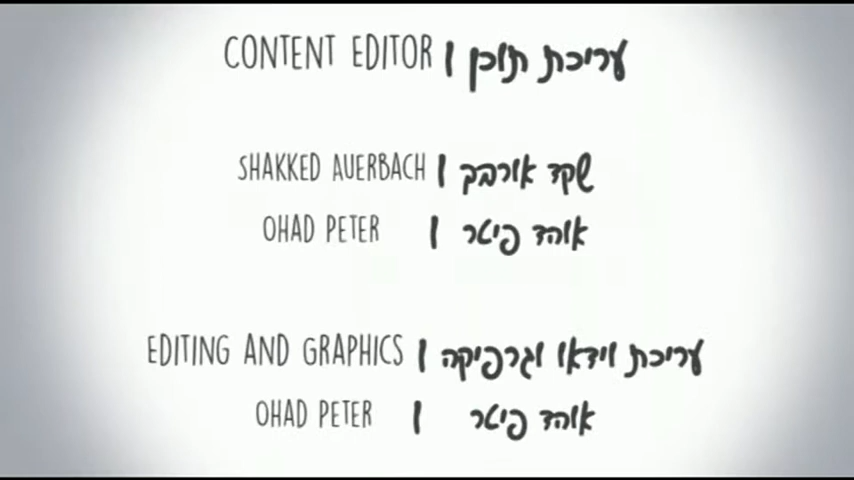 CONTENT EDITOR | עריכת תוכן
SHAKKED AUERBACH | שקד אורבך
OHAD PETER | אוהד פיטר
EDITING AND GRAPHICS | עריכת וידאו וגרפיקה
OHAD PETER | אוהד פיטר